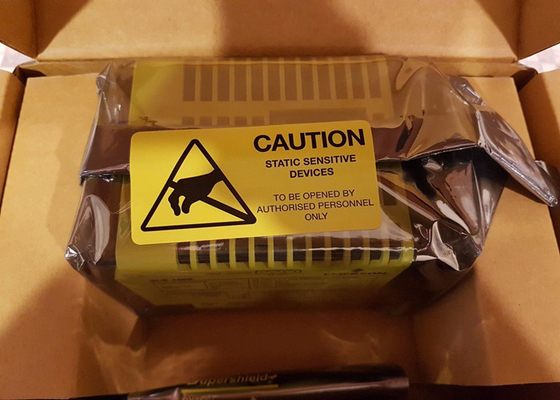 CAUTION
STATIC SENSITIVE
DEVICES
TO BE OPENED BY
AUTHORISED PERSONNEL
ONLY